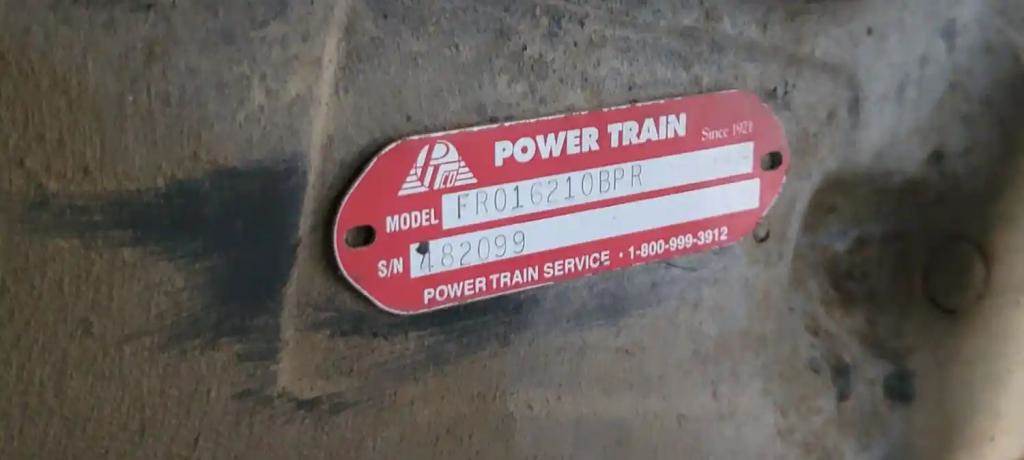 PTCO
POWER TRAIN Since 1921
MODEL FRO16210BPR
S/N 482099
POWER TRAIN SERVICE · 1-800-999-3912